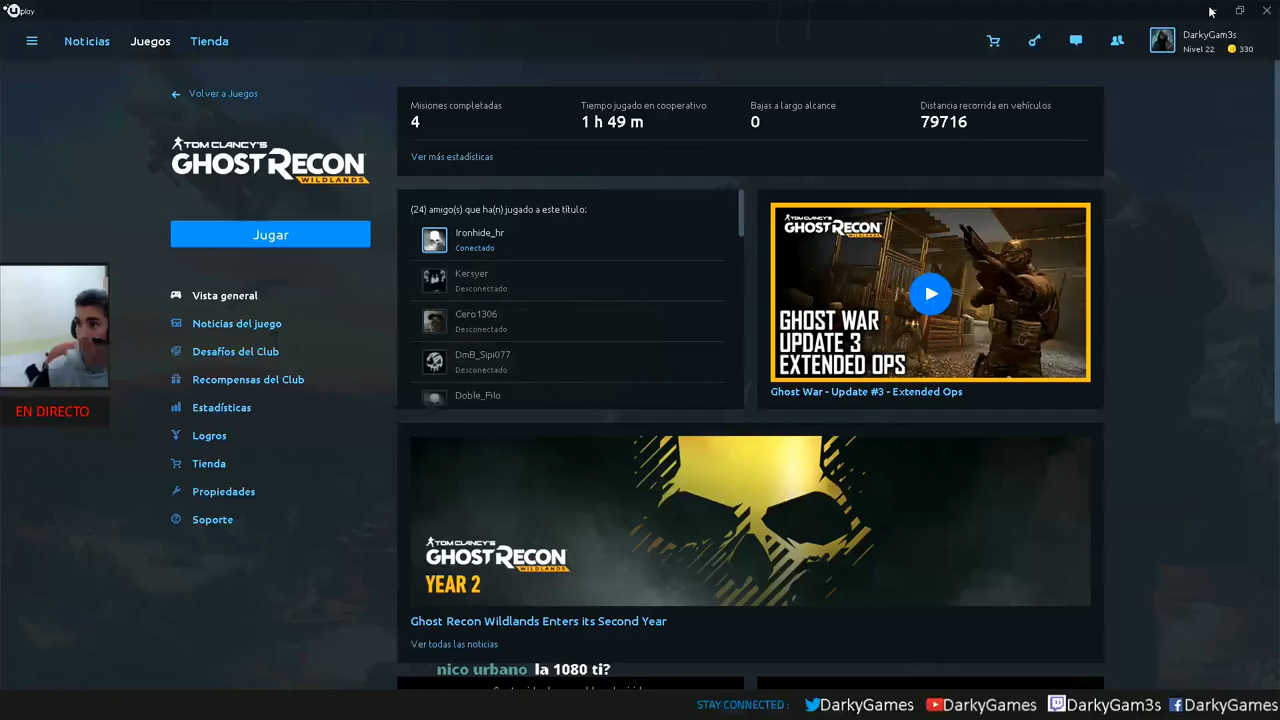 uplay
Noticias Juegos Tienda
DarkyGam3s
Nivel 22 330
Volver a Juegos
TOM CLANCY'S
GHOST RECON
WILDLANDS
Jugar
Vista general
Noticias del juego
Desafíos del Club
Recompensas del Club
Estadísticas
Logros
Tienda
Propiedades
Soporte
EN DIRECTO
Misiones completadas Tiempo jugado en cooperativo Bajas a largo alcance Distancia recorrida en vehículos
4 1 h 49 m 0 79716
Ver más estadísticas
(24) amigo(s) que ha(n) jugado a este título:
Ironhide_hr
Conectado
Kersyer
Desconectado
Cero1306
Desconectado
DmB_Sipi077
Desconectado
Doble_Filo
TOM CLANCY'S
GHOST RECON
WILDLANDS
GHOST WAR
UPDATE 3
EXTENDED OPS
Ghost War - Update #3 - Extended Ops
TOM CLANCY'S
GHOST RECON
WILDLANDS
YEAR 2
Ghost Recon Wildlands Enters its Second Year
Ver todas las noticias
nico urbano la 1080 ti?
STAY CONNECTED : DarkyGames DarkyGames DarkyGam3s DarkyGames